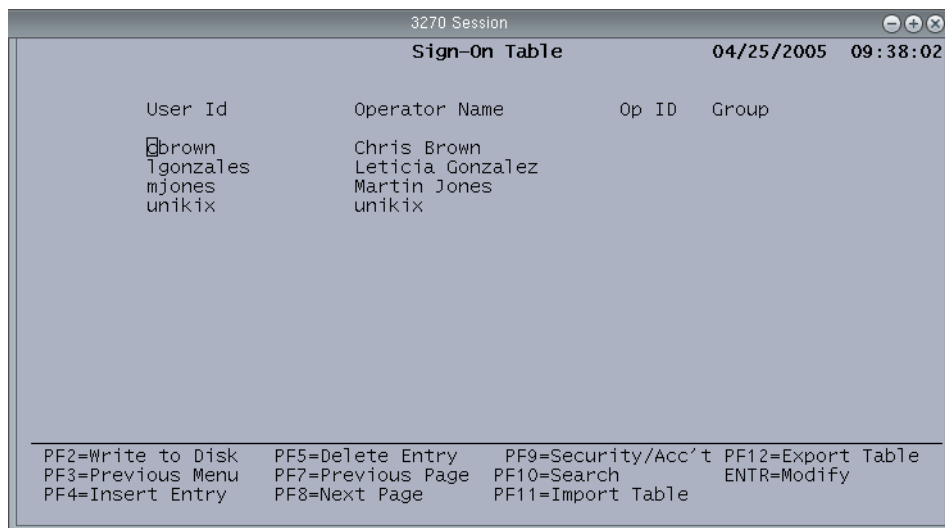 3270 Session
Sign-On Table 04/25/2005 09:38:02
User Id Operator Name Op ID Group
cbrown Chris Brown
lgonzales Leticia Gonzalez
mjones Martin Jones
unikix unikix
PF2=Write to Disk PF5=Delete Entry PF9=Security/Acc't PF12=Export Table
PF3=Previous Menu PF7=Previous Page PF10=Search ENTR=Modify
PF4=Insert Entry PF8=Next Page PF11=Import Table